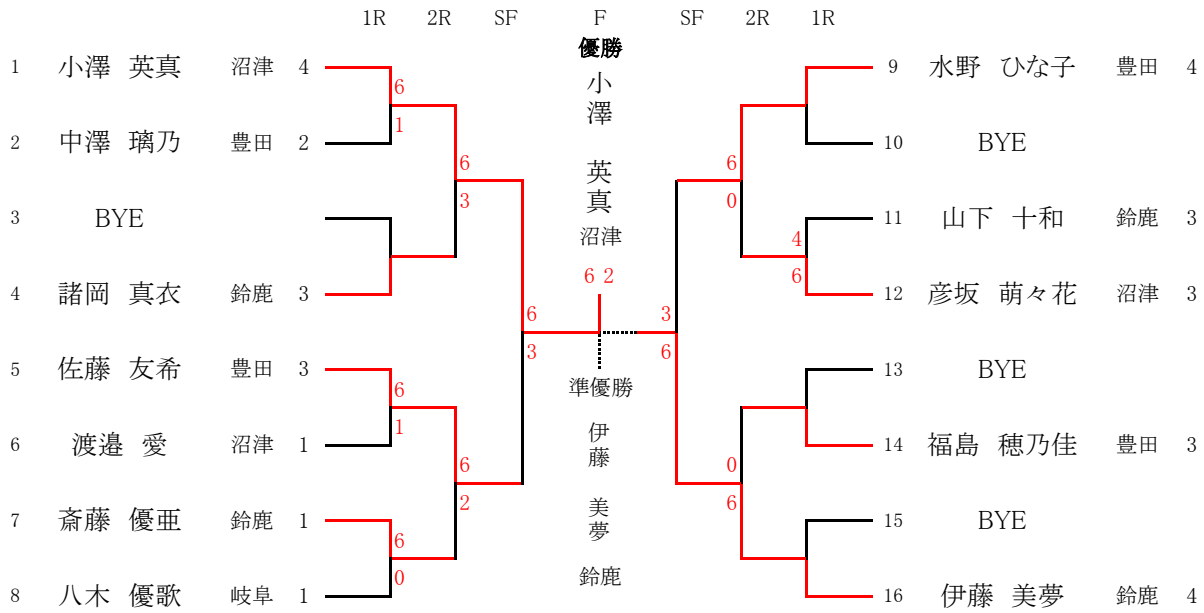 1R 2R SF F SF 2R 1R
優勝
1 小澤 英真 沼津 4
2 中澤 璃乃 豊田 2
3 BYE
4 諸岡 真衣 鈴鹿 3
5 佐藤 友希 豊田 3
6 渡邉 愛 沼津 1
7 斎藤 優亜 鈴鹿 1
8 八木 優歌 岐阜 1
6
1
6
1
6
0
6
3
6
2
6
3
小澤 英真
沼津
6 2
準優勝
伊藤 美夢
鈴鹿
3
6
6
0
0
6
4
6
9 水野 ひな子 豊田 4
10 BYE
11 山下 十和 鈴鹿 3
12 彦坂 萌々花 沼津 3
13 BYE
14 福島 穂乃佳 豊田 3
15 BYE
16 伊藤 美夢 鈴鹿 4